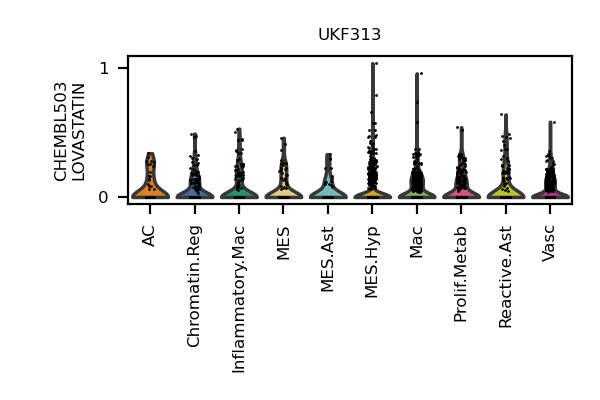 UKF313
CHEMBL503
LOVASTATIN
1
0
AC
Chromatin.Reg
Inflammatory.Mac
MES
MES.Ast
MES.Hyp
Mac
Prolif.Metab
Reactive.Ast
Vasc